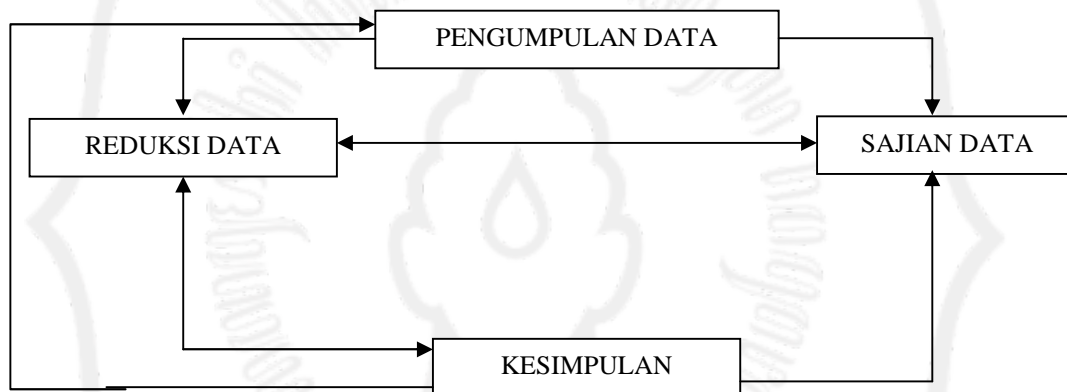 PENGUMPULAN DATA
REDUKSI DATA
SAJIAN DATA
KESIMPULAN